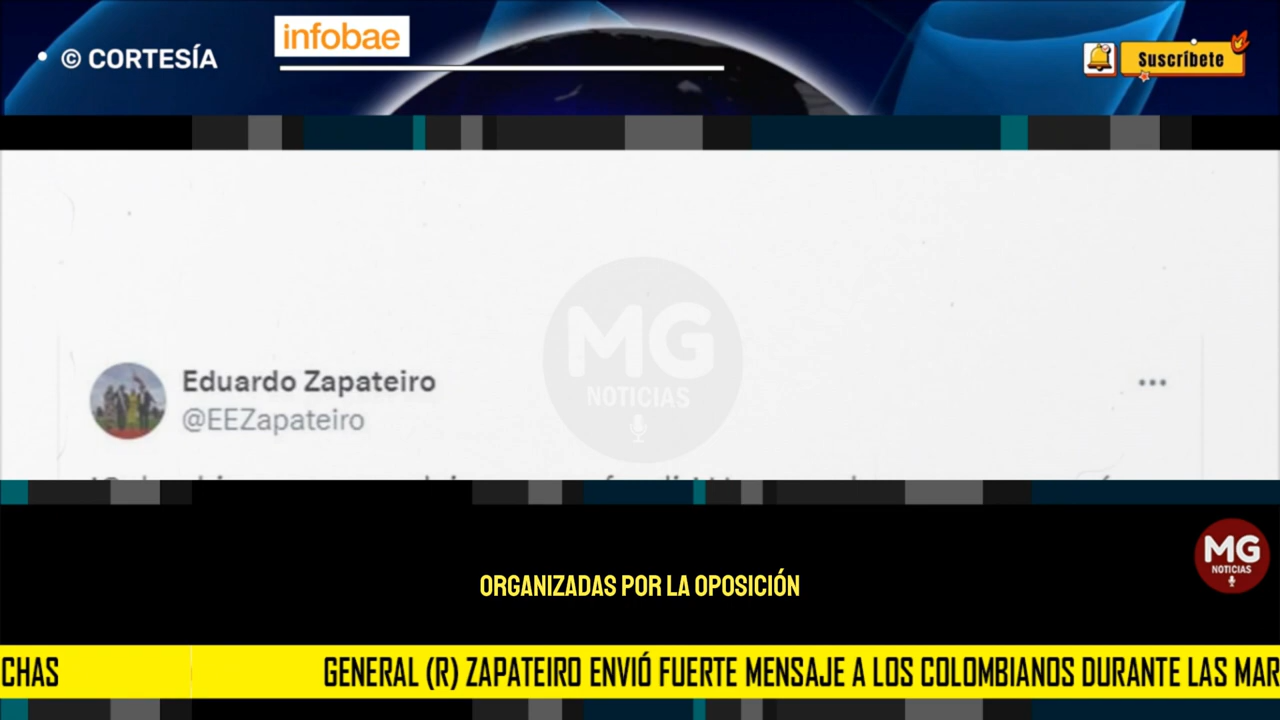 © CORTESÍA
infobae
Suscríbete
MG
NOTICIAS
Eduardo Zapateiro
@EEZapateiro
ORGANIZADAS POR LA OPOSICIÓN
MG
NOTICIAS
CHAS GENERAL (R) ZAPATEIRO ENVIÓ FUERTE MENSAJE A LOS COLOMBIANOS DURANTE LAS MAR